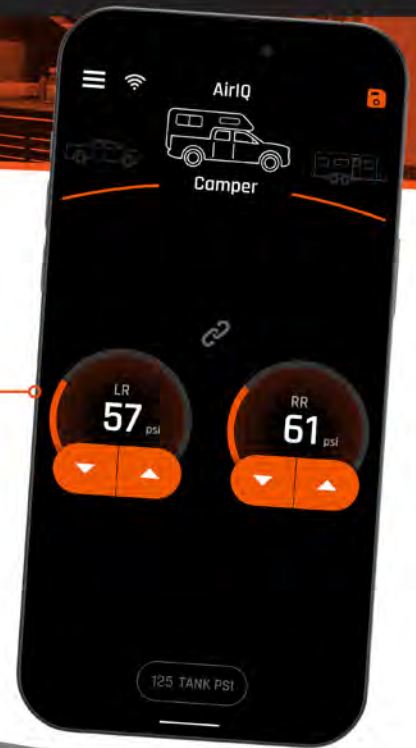 AirIQ
Camper
LR
57 psi
RR
61 psi
125 TANK PSI